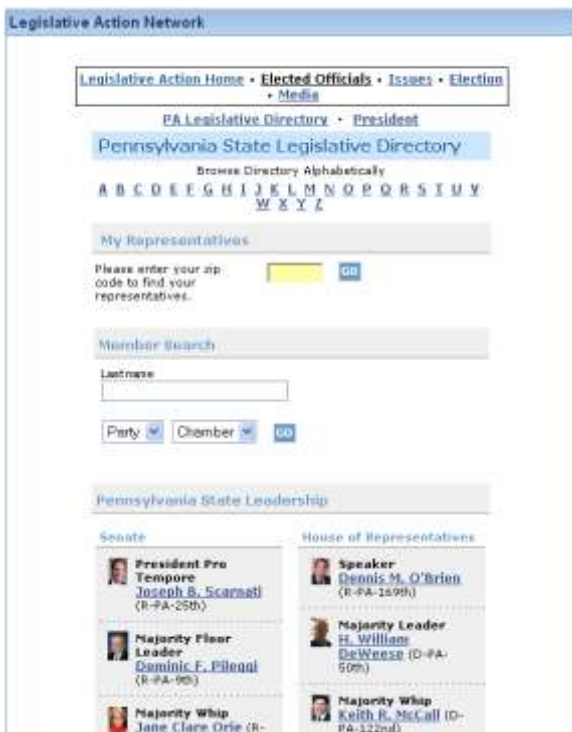 Legislative Action Network
Legislative Action Home • Elected Officials • Issues • Election
• Media
PA Legislative Directory • President
Pennsylvania State Legislative Directory
Browse Directory Alphabetically
A B C D E F G H I J K L M N O P Q R S T U V
W X Y Z
My Representatives
Please enter your zip
code to find your
representatives.
GO
Member Search
Lastname
Party Chamber GO
Pennsylvania State Leadership
Senate
President Pro
Tempore
Joseph B. Scarnati
(R-PA-25th)
Majority Floor
Leader
Dominic F. Pileggi
(R-PA-9th)
Majority Whip
Jane Clare Orie (R-
House of Representatives
Speaker
Dennis M. O'Brien
(R-PA-169th)
Majority Leader
H. William
DeWeese (D-PA-
50th)
Majority Whip
Keith R. McCall (D-
PA-122nd)